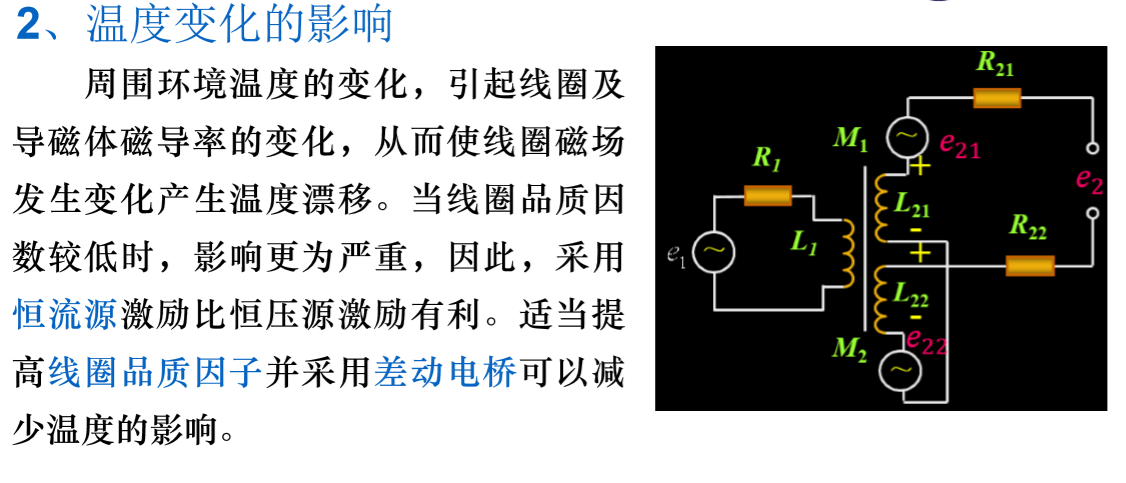 2、温度变化的影响
周围环境温度的变化，引起线圈及
导磁体磁导率的变化，从而使线圈磁场
发生变化产生温度漂移。当线圈品质因
数较低时，影响更为严重，因此，采用
恒流源激励比恒压源激励有利。适当提
高线圈品质因子并采用差动电桥可以减
少温度的影响。
R21
M1
e21
+
R1
e2
L21
R22
L1
-
+
e1
L22
-
M2
e22